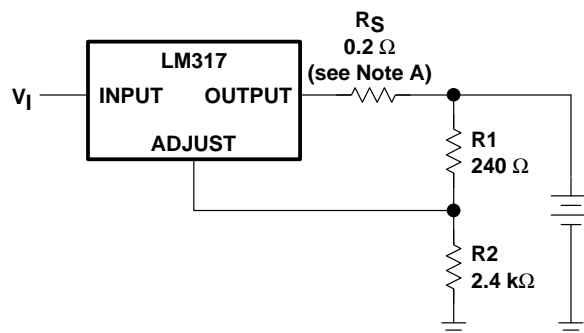 RS
0.2 Ω
(see Note A)
LM317
VI
INPUT
OUTPUT
ADJUST
R1
240 Ω
R2
2.4 kΩ